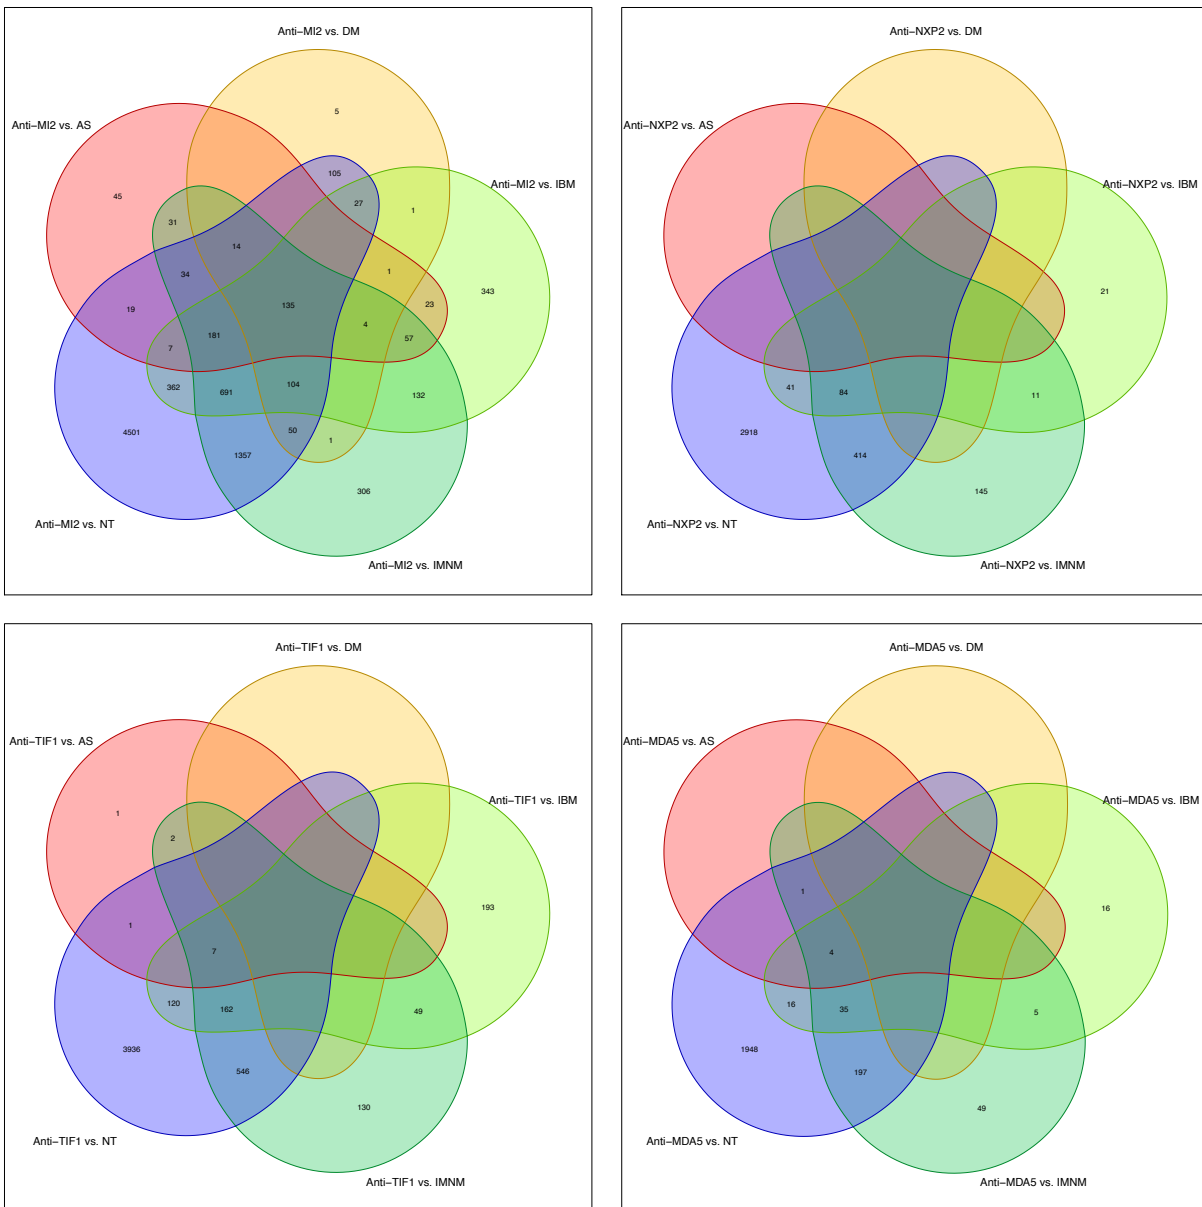 Anti−MI2 vs. DM
5
Anti−MI2 vs. AS
105
Anti−MI2 vs. IBM
45
27
1
31
14
34
1
343
19
135
23
4
181
57
7
362
691
104
132
4501
50
1
1357
306
Anti−MI2 vs. NT
Anti−MI2 vs. IMNM
Anti−NXP2 vs. DM
Anti−NXP2 vs. AS
Anti−NXP2 vs. IBM
21
41
84
11
2918
414
145
Anti−NXP2 vs. NT
Anti−NXP2 vs. IMNM
Anti−TIF1 vs. DM
Anti−TIF1 vs. AS
Anti−TIF1 vs. IBM
1
2
193
1
7
120
162
49
3936
546
130
Anti−TIF1 vs. NT
Anti−TIF1 vs. IMNM
Anti−MDA5 vs. DM
Anti−MDA5 vs. AS
Anti−MDA5 vs. IBM
1
16
4
16
35
5
1948
197
49
Anti−MDA5 vs. NT
Anti−MDA5 vs. IMNM